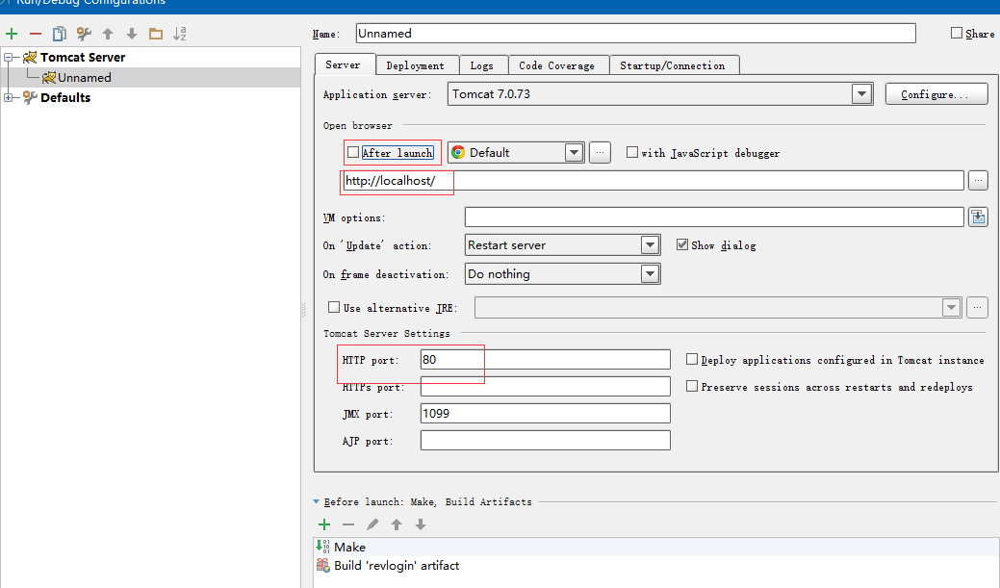 Run/Debug Configurations
Tomcat Server
Unnamed
Defaults
Name: Unnamed Share
Server Deployment Logs Code Coverage Startup/Connection
Application server: Tomcat 7.0.73 Configure...
Open browser
After launch Default ... with JavaScript debugger
http://localhost/ ...
VM options:
On 'Update' action: Restart server Show dialog
On frame deactivation: Do nothing
Use alternative JRE: ...
Tomcat Server Settings
HTTP port: 80 Deploy applications configured in Tomcat instance
HTTPs port: Preserve sessions across restarts and redeploys
JMX port: 1099
AJP port:
Before launch: Make, Build Artifacts
Make
Build 'revlogin' artifact